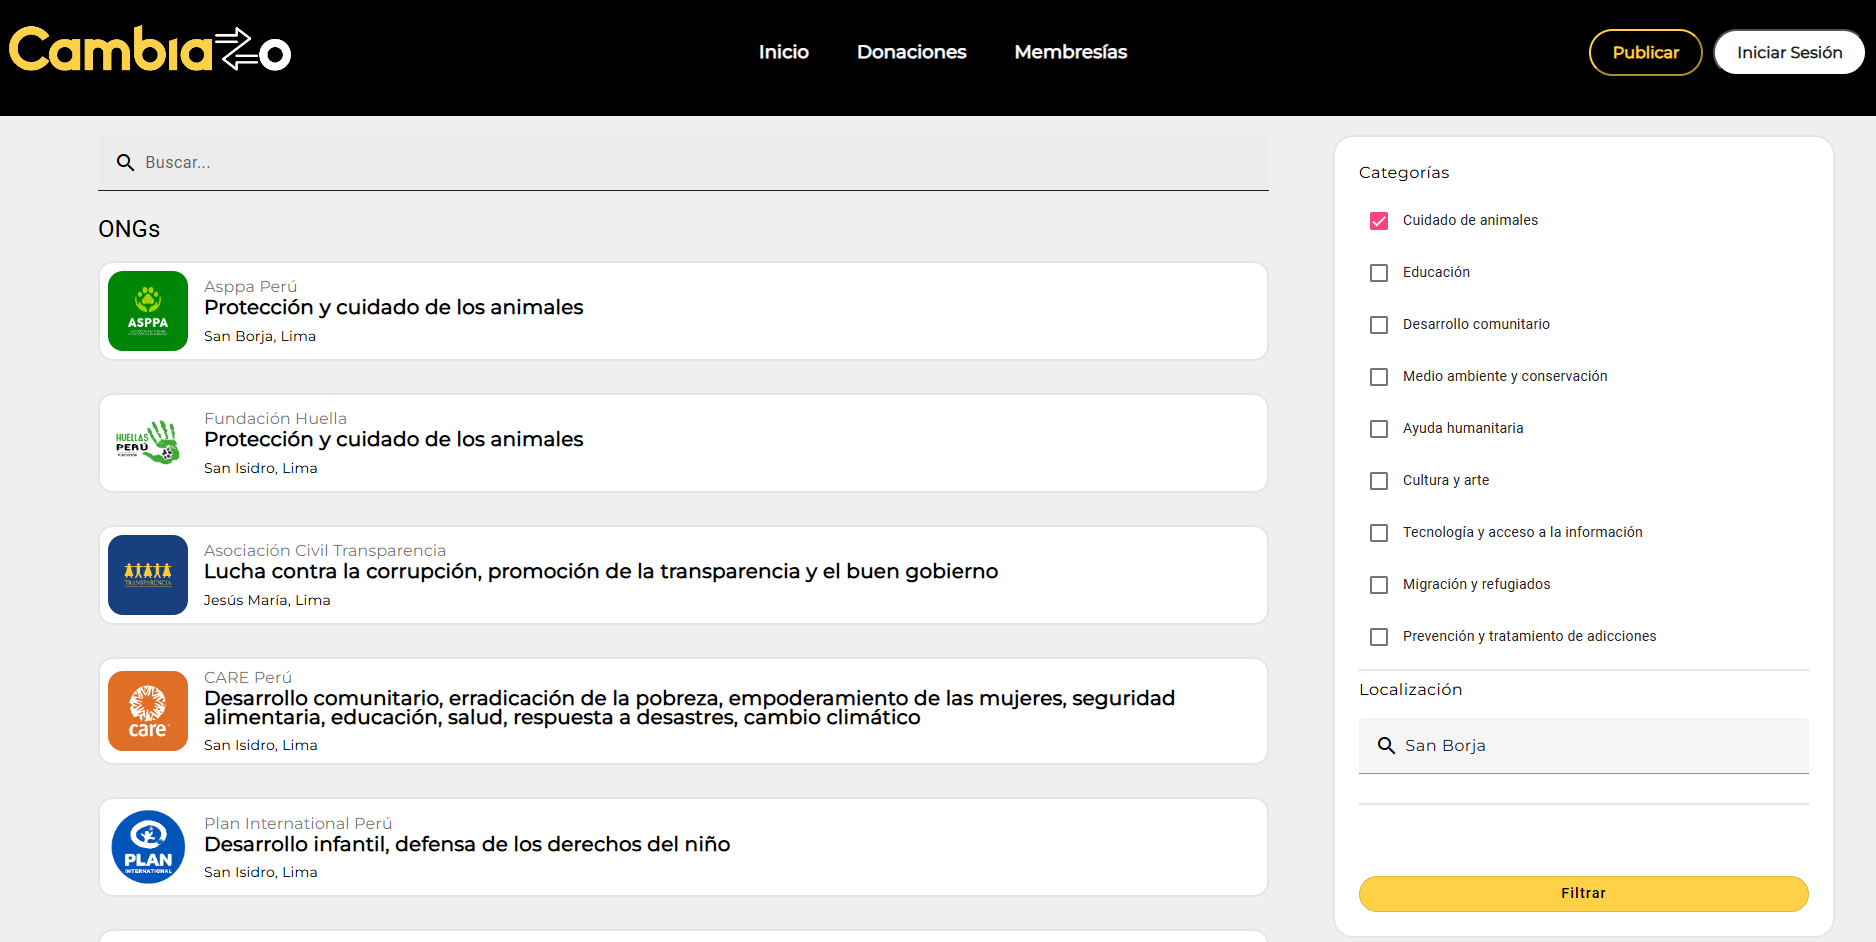 Cambiazo
Inicio
Donaciones
Membresías
Publicar
Iniciar Sesión
Buscar...
ONGs
ASPPA
Asppa Perú
Protección y cuidado de los animales
San Borja, Lima
HUELLAS
PERÚ
FUNDACIÓN
Fundación Huella
Protección y cuidado de los animales
San Isidro, Lima
TRANSPARENCIA
Asociación Civil Transparencia
Lucha contra la corrupción, promoción de la transparencia y el buen gobierno
Jesús María, Lima
care
CARE Perú
Desarrollo comunitario, erradicación de la pobreza, empoderamiento de las mujeres, seguridad
alimentaria, educación, salud, respuesta a desastres, cambio climático
San Isidro, Lima
PLAN
INTERNATIONAL
Plan International Perú
Desarrollo infantil, defensa de los derechos del niño
San Isidro, Lima
Categorías
Cuidado de animales
Educación
Desarrollo comunitario
Medio ambiente y conservación
Ayuda humanitaria
Cultura y arte
Tecnología y acceso a la información
Migración y refugiados
Prevención y tratamiento de adicciones
Localización
San Borja
Filtrar